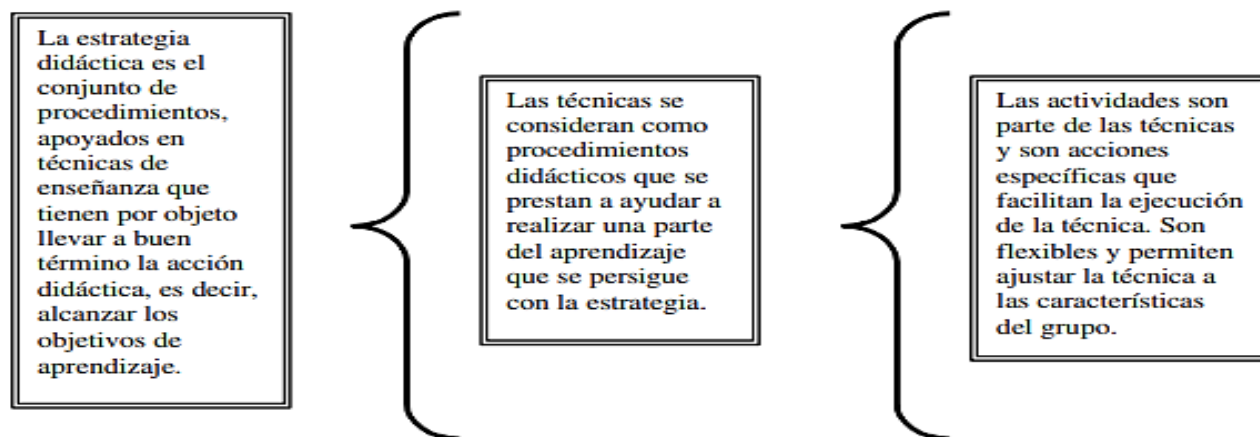 La estrategia
didáctica es el
conjunto de
procedimientos,
apoyados en
técnicas de
enseñanza que
tienen por objeto
llevar a buen
término la acción
didáctica, es decir,
alcanzar los
objetivos de
aprendizaje.
Las técnicas se
consideran como
procedimientos
didácticos que se
prestan a ayudar a
realizar una parte
del aprendizaje
que se persigue
con la estrategia.
Las actividades son
parte de las técnicas
y son acciones
específicas que
facilitan la ejecución
de la técnica. Son
flexibles y permiten
ajustar la técnica a
las características
del grupo.